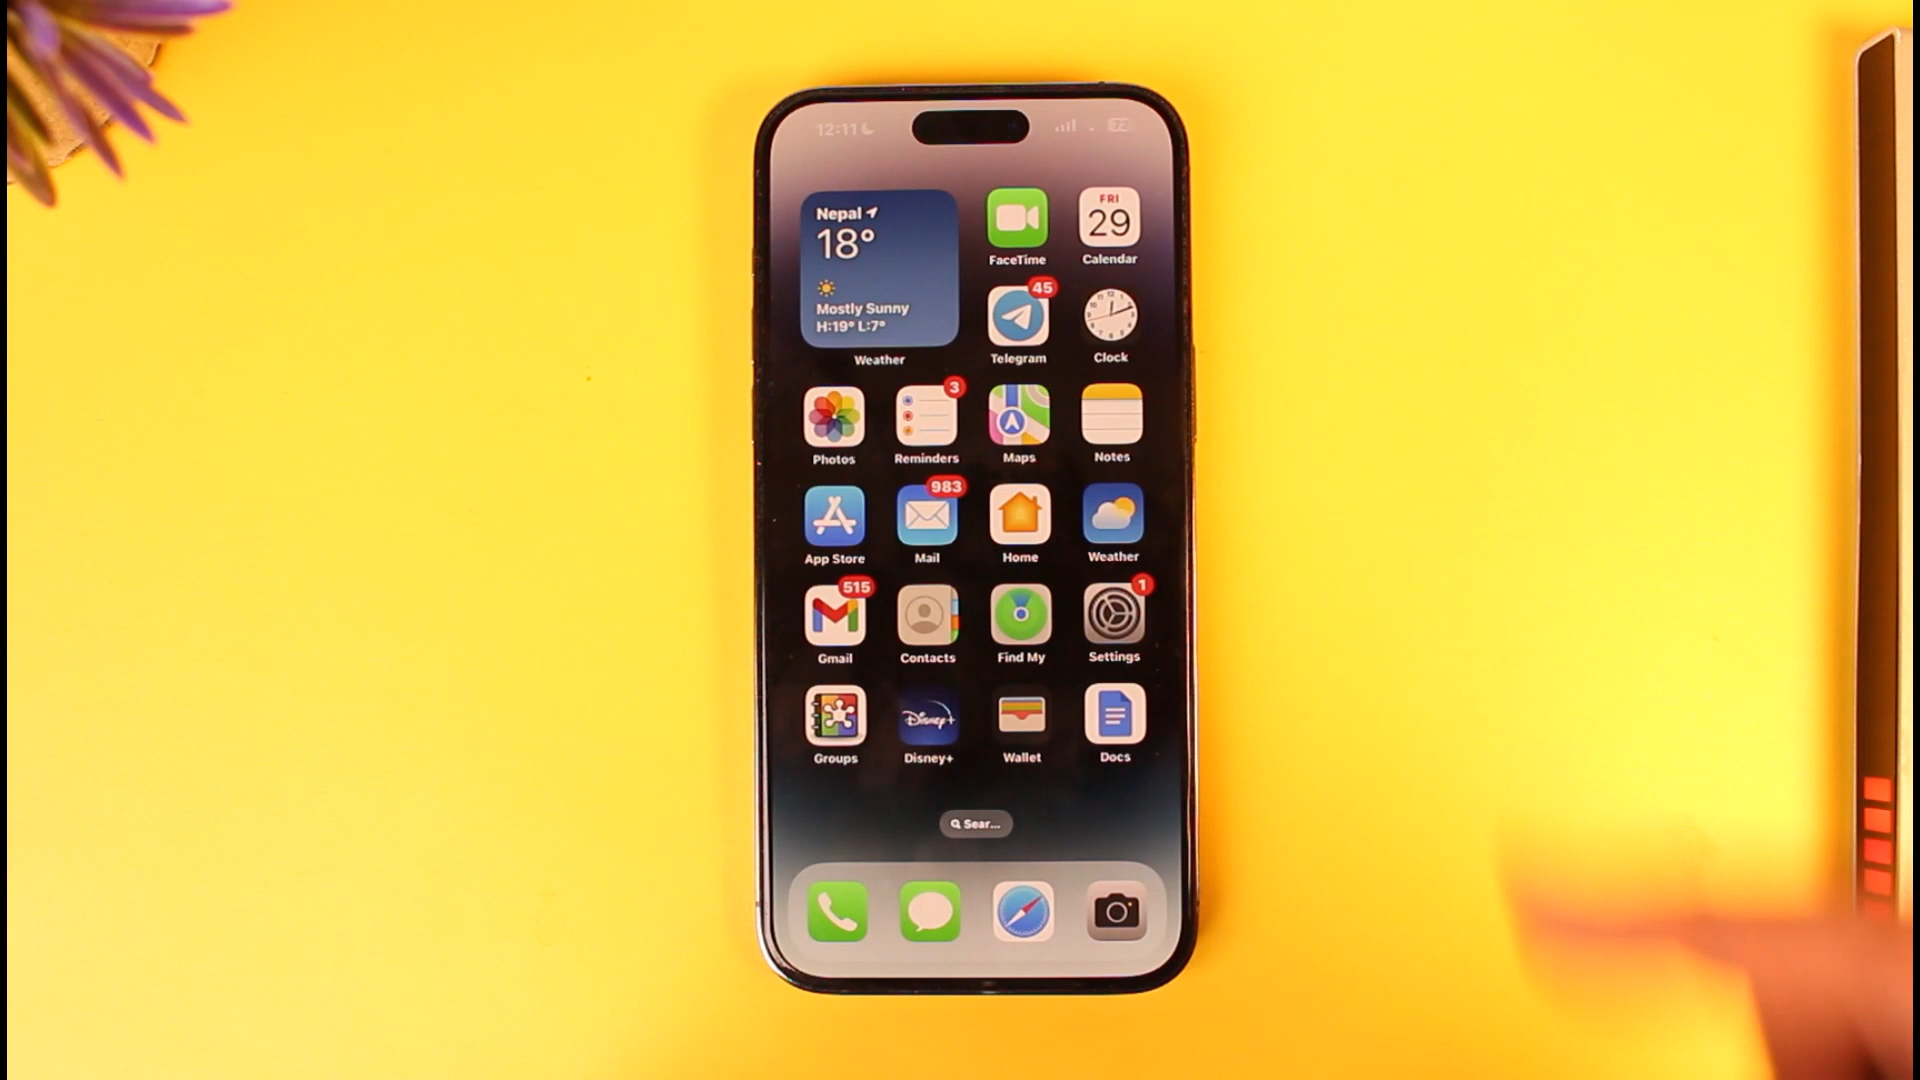 12:11
73
Nepal
18°
Mostly Sunny
H:19° L:7°
Weather
FaceTime
FRI
29
Calendar
45
Telegram
Clock
Photos
3
Reminders
Maps
Notes
App Store
983
Mail
Home
Weather
515
Gmail
Contacts
Find My
1
Settings
Groups
Disney+
Disney+
Wallet
Docs
Sear...